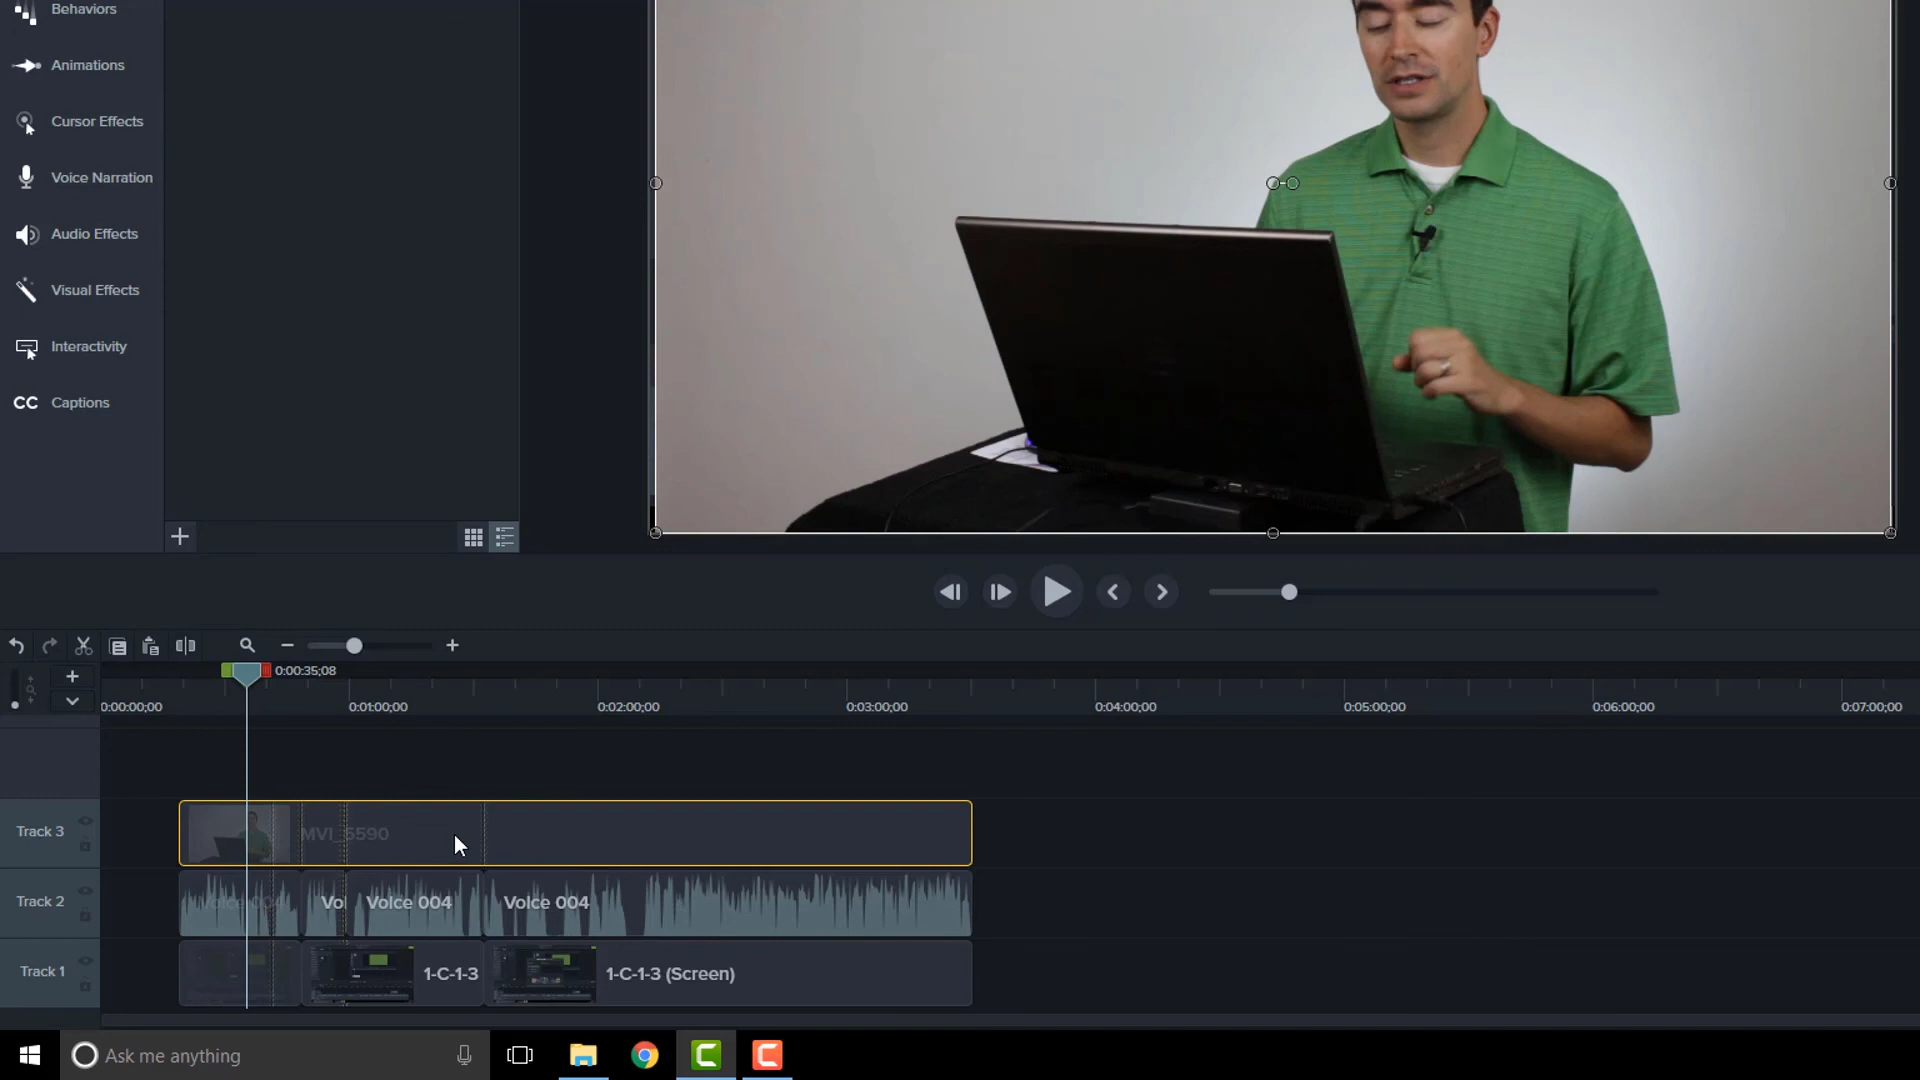 Behaviors
Animations
Cursor Effects
Voice Narration
Audio Effects
Visual Effects
Interactivity
CC Captions
0:00:35;08
0:00:00;00 0:01:00;00 0:02:00;00 0:03:00;00 0:04:00;00 0:05:00;00 0:06:00;00 0:07:00;00
Track 3 MVI_5590
Track 2 Voice 004 Voi Voice 004 Voice 004
Track 1 1-C-1-3 1-C-1-3 (Screen)
Ask me anything